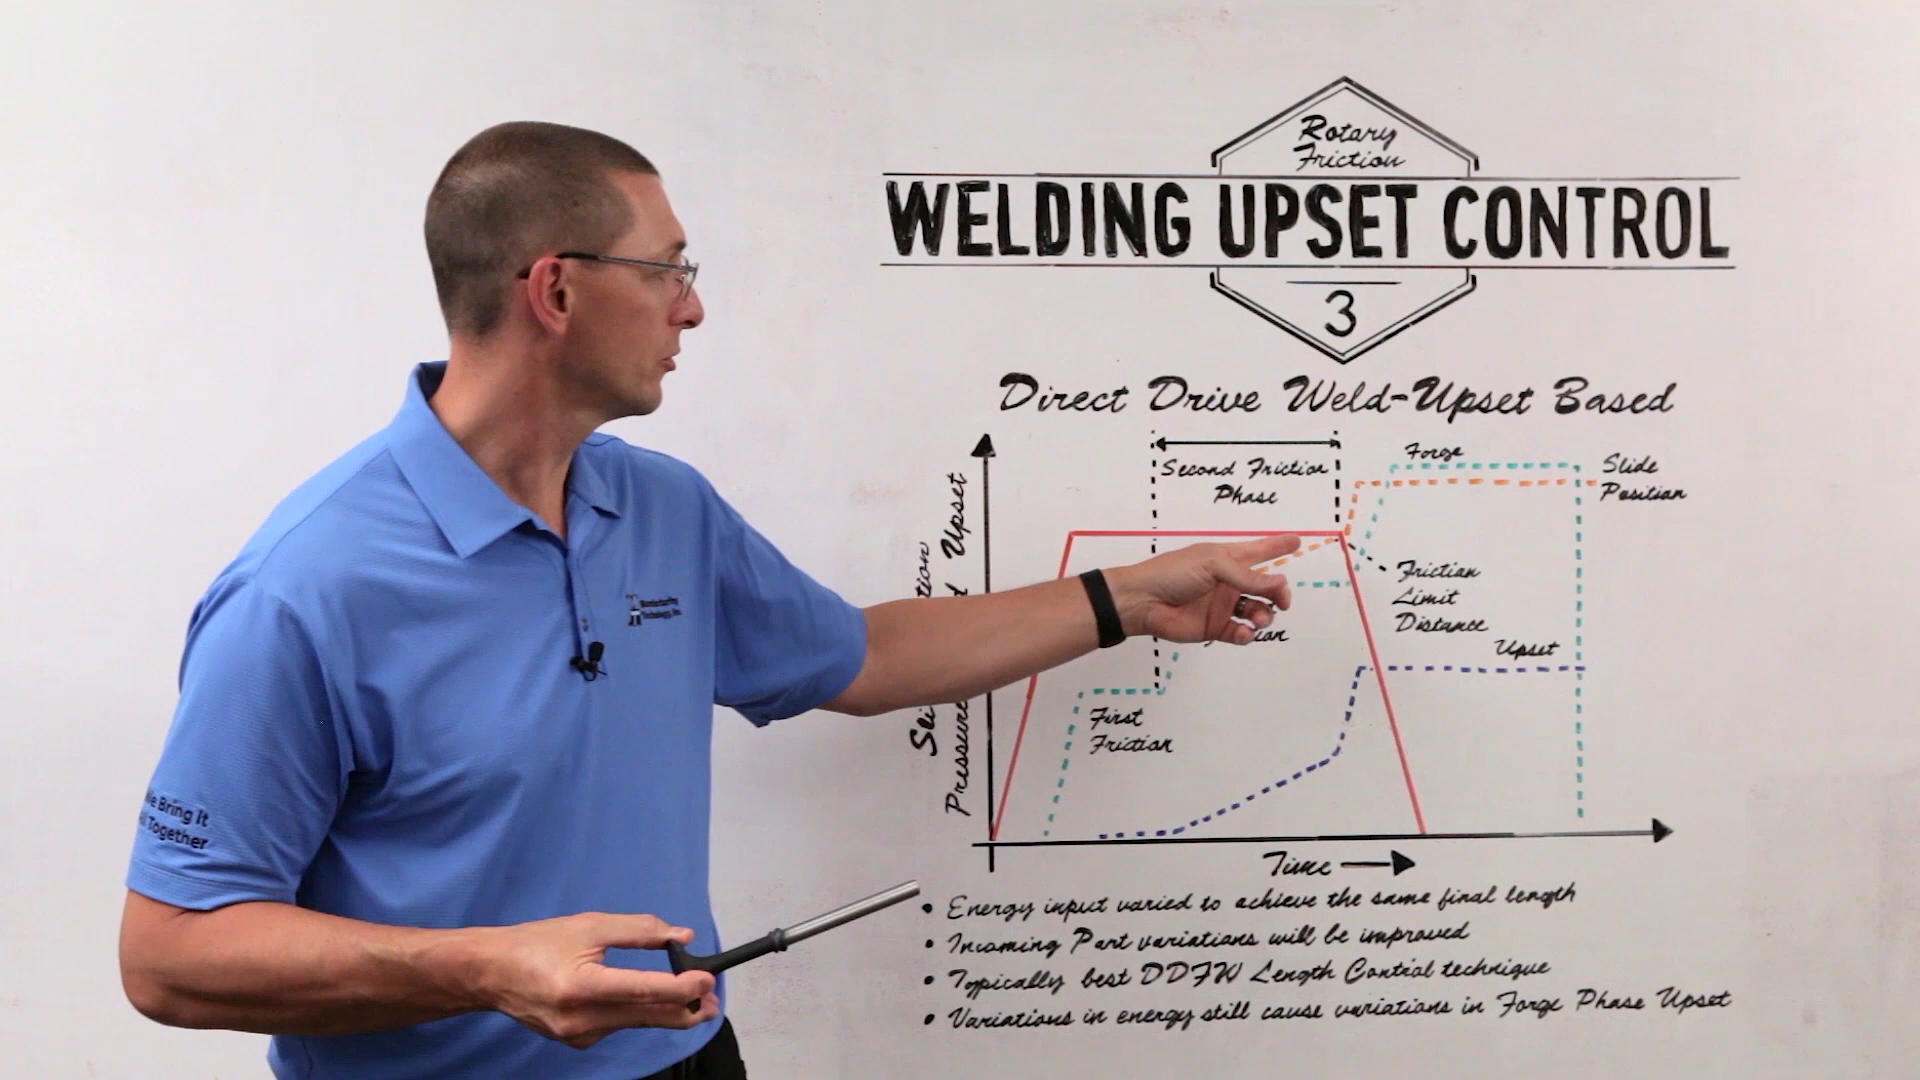 Rotary
Friction
WELDING UPSET CONTROL
3
Direct Drive Weld-Upset Based
Second Friction
Phase
Forge
Slide
Position
Friction
Limit
Distance
Upset
First
Friction
Upset
Pressure
Time
• Energy input varied to achieve the same final length
• Incoming Part variations will be improved
• Typically best DDFW Length Control technique
• Variations in energy still cause variations in Forge Phase Upset
Manufacturing
Technology, Inc.
We Bring It
All Together